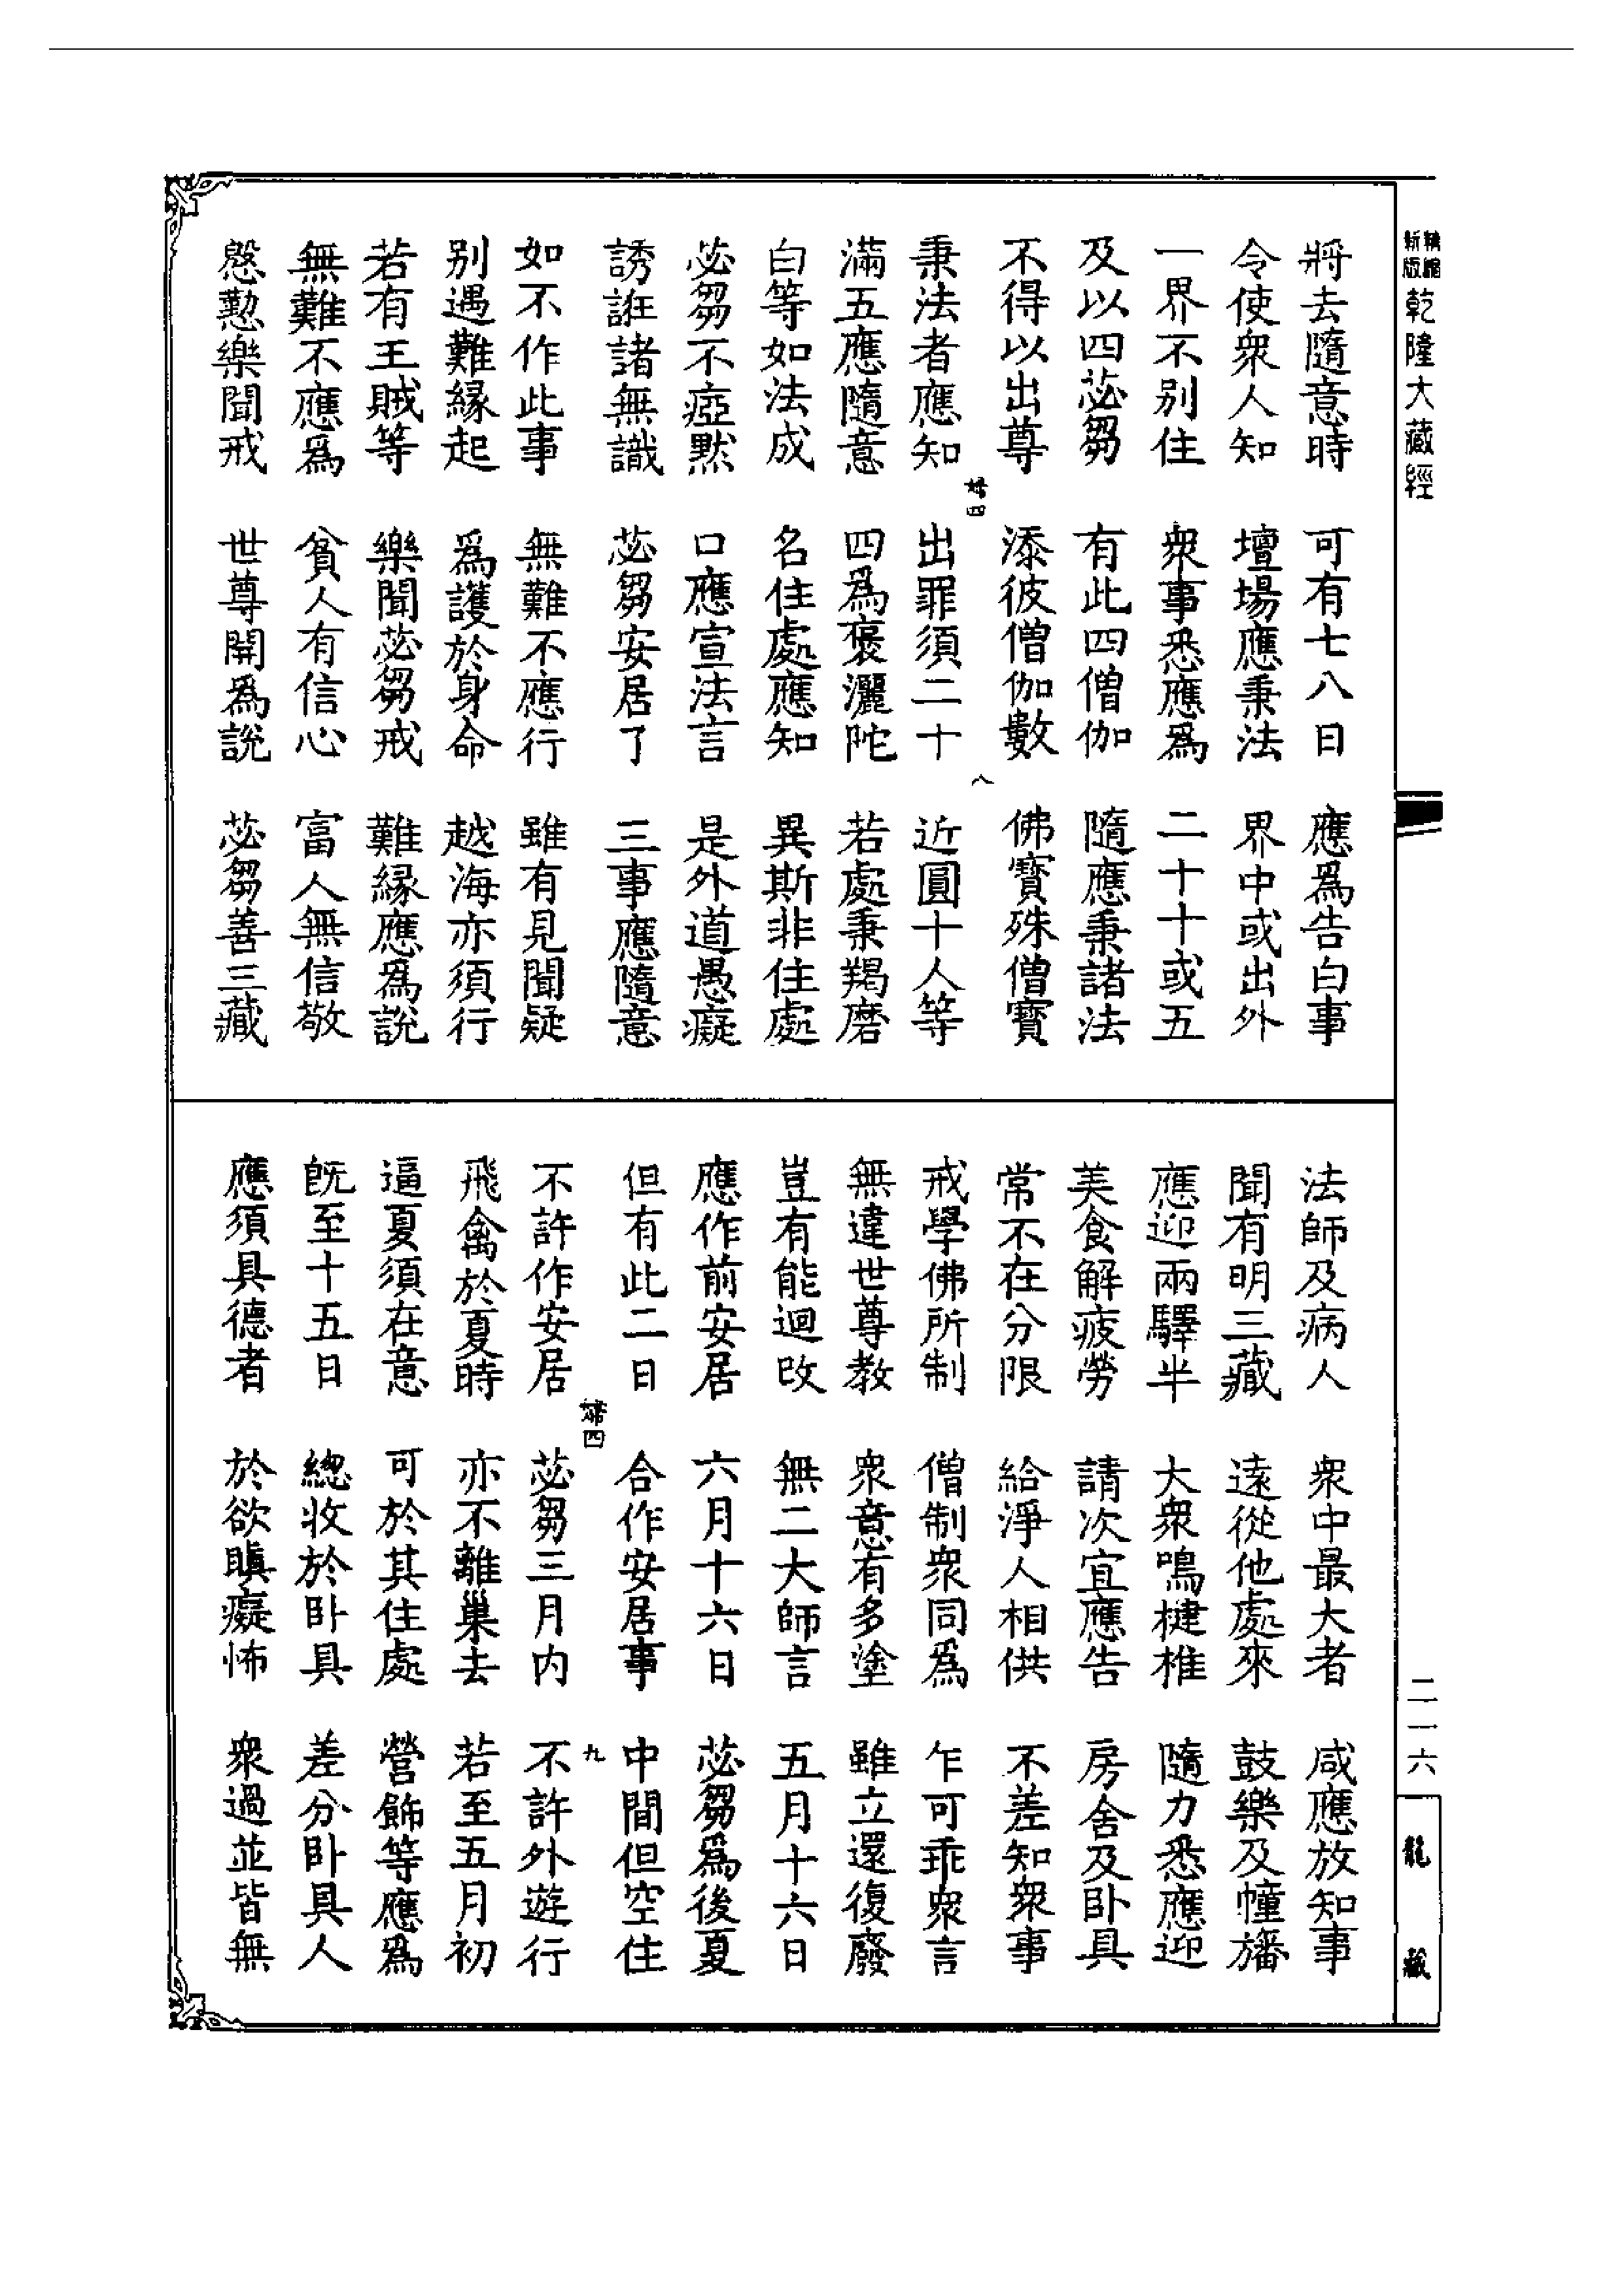 新編縮版 乾隆大藏經
將去隨意時 可有七八日 應爲告白事
令使衆人知 壇場應秉法 界中或出外
一界不别住 衆事悉應爲 二十十或五
及以四苾芻 有此四僧伽 隨應秉諸法
不得以出尊 添彼僧伽數 佛寶殊僧寶
四 八
秉法者應知 出罪須二十 近圓十人等
滿五應隨意 四爲褒灑陀 若處秉羯磨
白等如法成 名住處應知 異斯非住處
苾芻不瘂默 口應宣法言 是外道愚癡
誘誑諸無識 苾芻安居了 三事應隨意
如不作此事 無難不應行 雖有見聞疑
别遇難緣起 爲護於身命 越海亦須行
若有王賊等 樂聞苾芻戒 難緣應爲說
無難不應爲 貧人有信心 富人無信敬
慇懃樂聞戒 世尊開爲說 苾芻善三藏
法師及病人 衆中最大者 咸應放知事
聞有明三藏 遠從他處來 鼓樂及幢旛
應迎兩驛半 大衆鳴楗椎 隨力悉應迎
美食解疲勞 請次宜應告 房舍及卧具
常不在分限 給淨人相供 不差知衆事
戒學佛所制 僧制衆同爲 乍可乖衆言
無違世尊教 衆意有多塗 雖立還復廢
豈有能迴改 無二大師言 五月十六日
應作前安居 六月十六日 苾芻爲後夏
但有此二日 合作安居事 中間但空住
四 九
不許作安居 苾芻三月内 不許外遊行
飛禽於夏時 亦不離巢去 若至五月初
逼夏須在意 可於其住處 營飾等應爲
旣至十五日 總收於卧具 差分卧具人
應須具德者 於欲瞋癡怖 衆過並皆無
二一六
龍藏